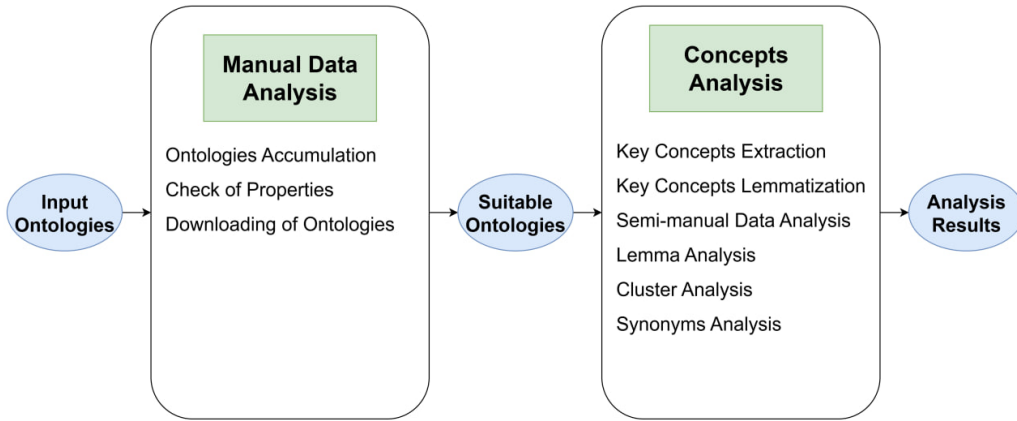 Input
Ontologies
Manual Data
Analysis
Ontologies Accumulation
Check of Properties
Downloading of Ontologies
Suitable
Ontologies
Concepts
Analysis
Key Concepts Extraction
Key Concepts Lemmatization
Semi-manual Data Analysis
Lemma Analysis
Cluster Analysis
Synonyms Analysis
Analysis
Results